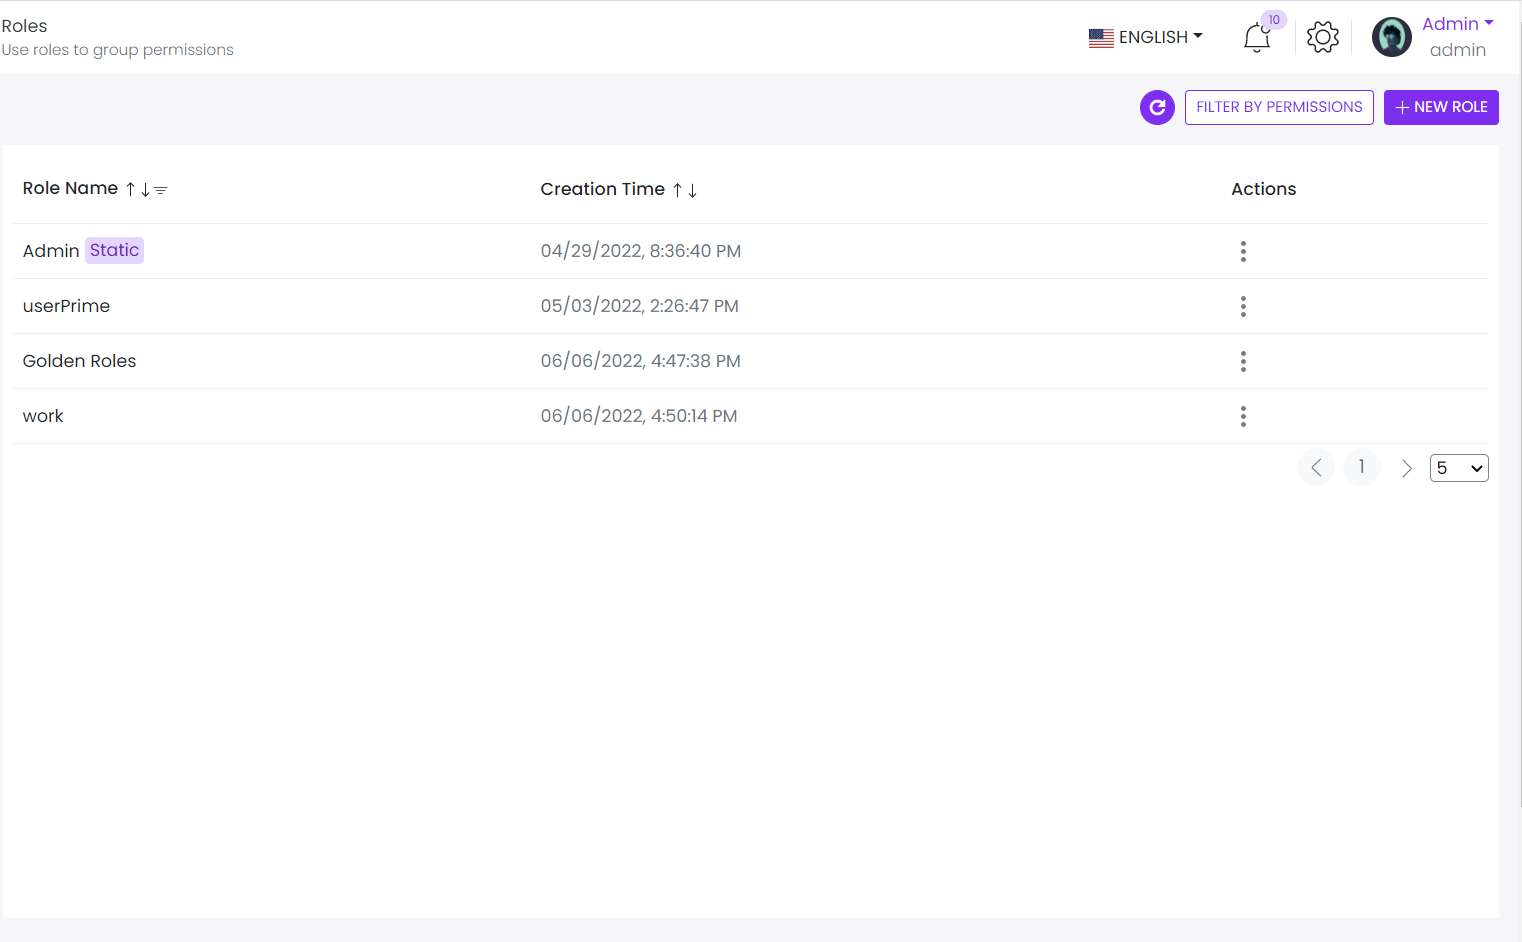 Roles
Use roles to group permissions
ENGLISH
10
Admin
admin
FILTER BY PERMISSIONS
NEW ROLE
Role Name Creation Time Actions
Admin Static 04/29/2022, 8:36:40 PM
userPrime 05/03/2022, 2:26:47 PM
Golden Roles 06/06/2022, 4:47:38 PM
work 06/06/2022, 4:50:14 PM
1 5